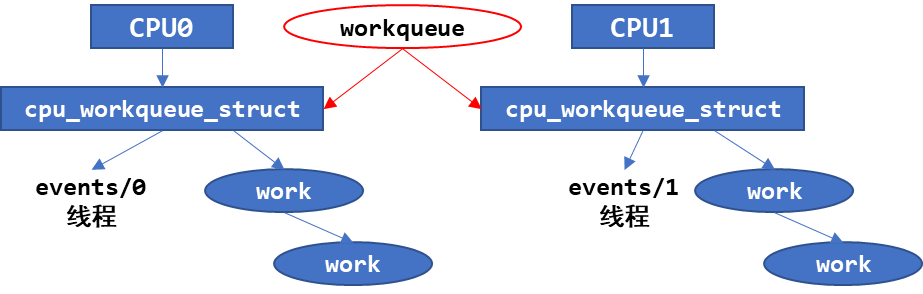 CPU0
workqueue
CPU1
cpu_workqueue_struct
cpu_workqueue_struct
events/0
线程
work
events/1
线程
work
work
work